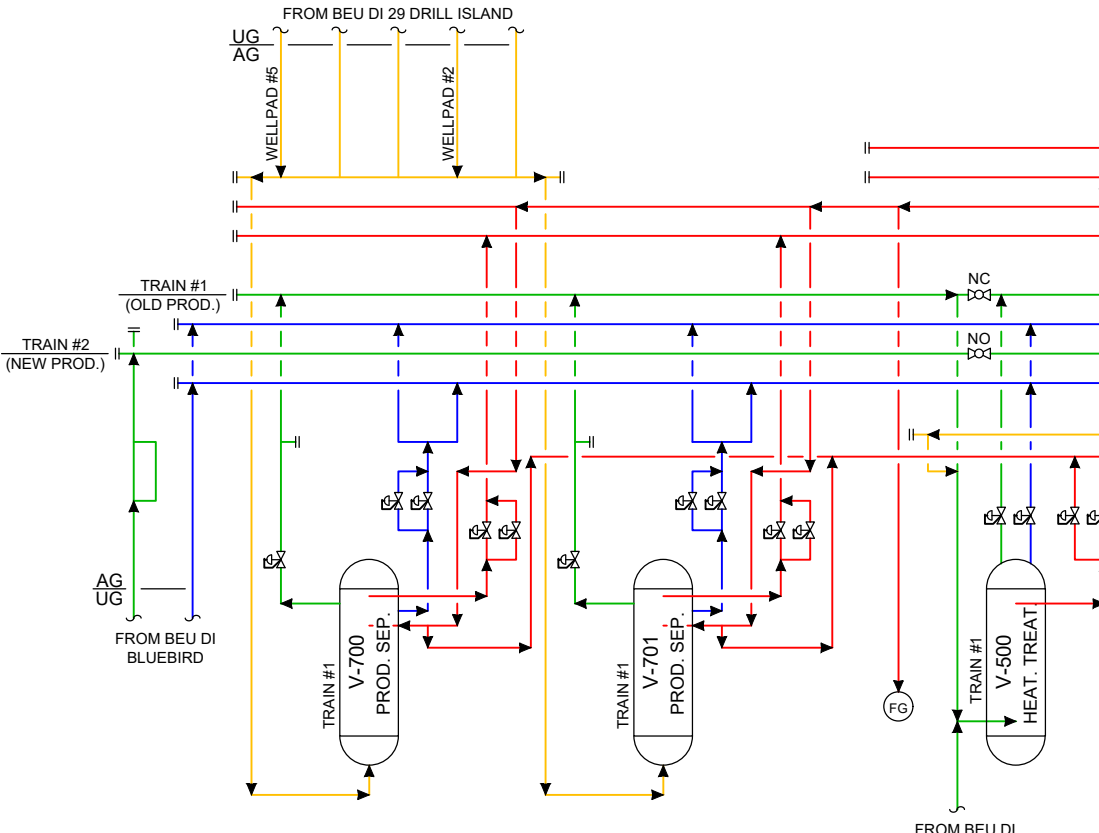 FROM BEU DI 29 DRILL ISLAND
UG
AG
WELLPAD #5
WELLPAD #2
TRAIN #1
(OLD PROD.)
NC
TRAIN #2
(NEW PROD.)
NO
AG
UG
FROM BEU DI
BLUEBIRD
TRAIN #1
V-700
PROD. SEP.
TRAIN #1
V-701
PROD. SEP.
FG
TRAIN #1
V-500
HEAT. TREAT.
FROM BEU DI